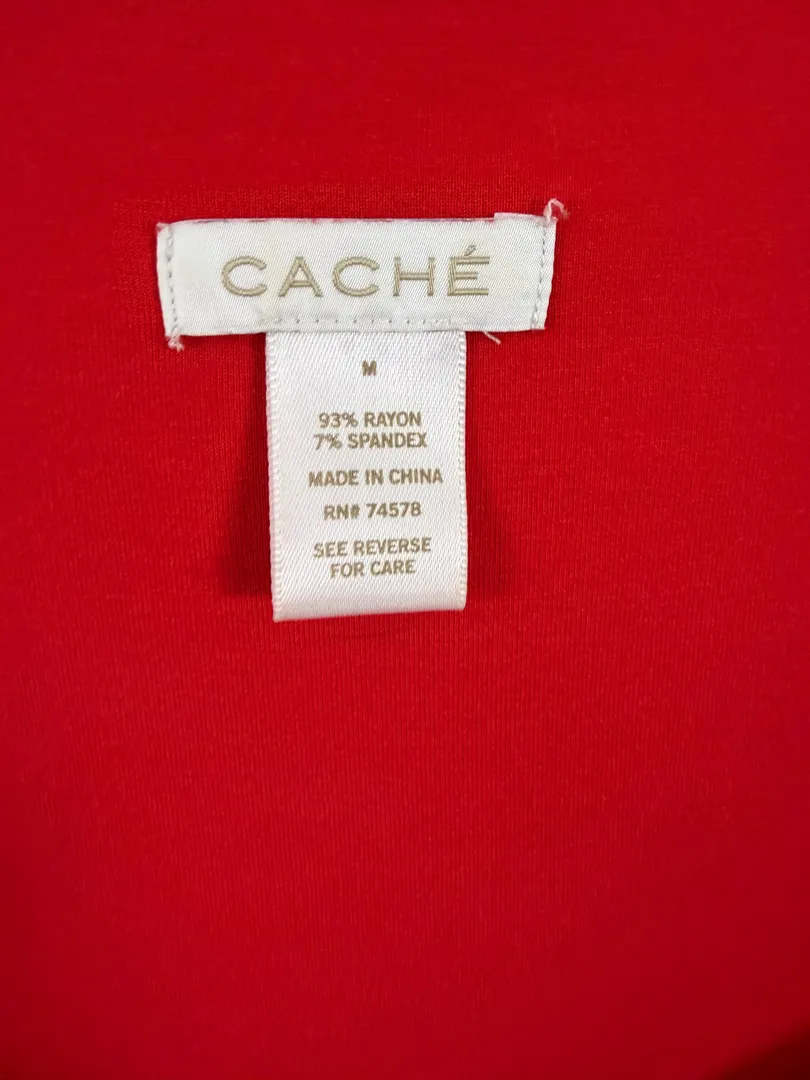 CACHÉ
M
93% RAYON
7% SPANDEX
MADE IN CHINA
RN# 74578
SEE REVERSE
FOR CARE